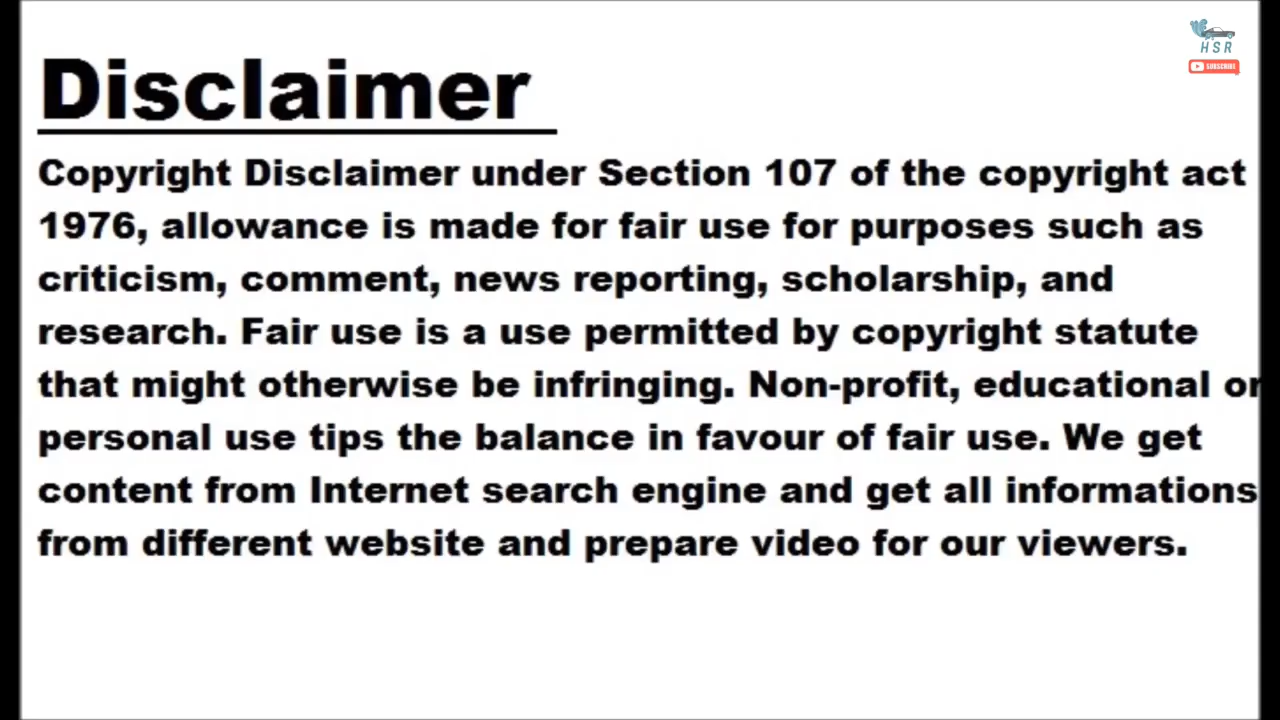 HSR
SUBSCRIBE
Disclaimer
Copyright Disclaimer under Section 107 of the copyright act
1976, allowance is made for fair use for purposes such as
criticism, comment, news reporting, scholarship, and
research. Fair use is a use permitted by copyright statute
that might otherwise be infringing. Non-profit, educational or
personal use tips the balance in favour of fair use. We get
content from Internet search engine and get all informations
from different website and prepare video for our viewers.